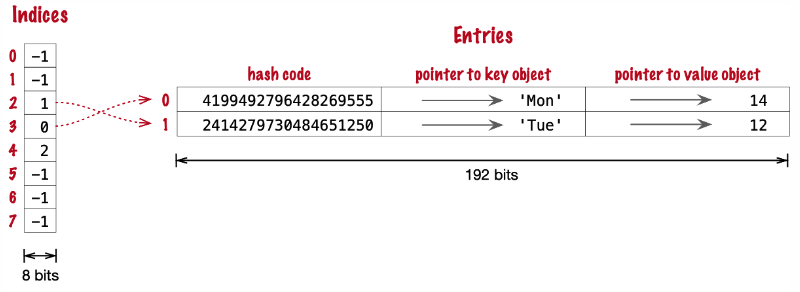 Indices
Entries
hash code pointer to key object pointer to value object
0 -1
1 -1
2 1
3 0
4 2
5 -1
6 -1
7 -1
0 4199492796428269555 'Mon' 14
1 2414279730484651250 'Tue' 12
192 bits
8 bits